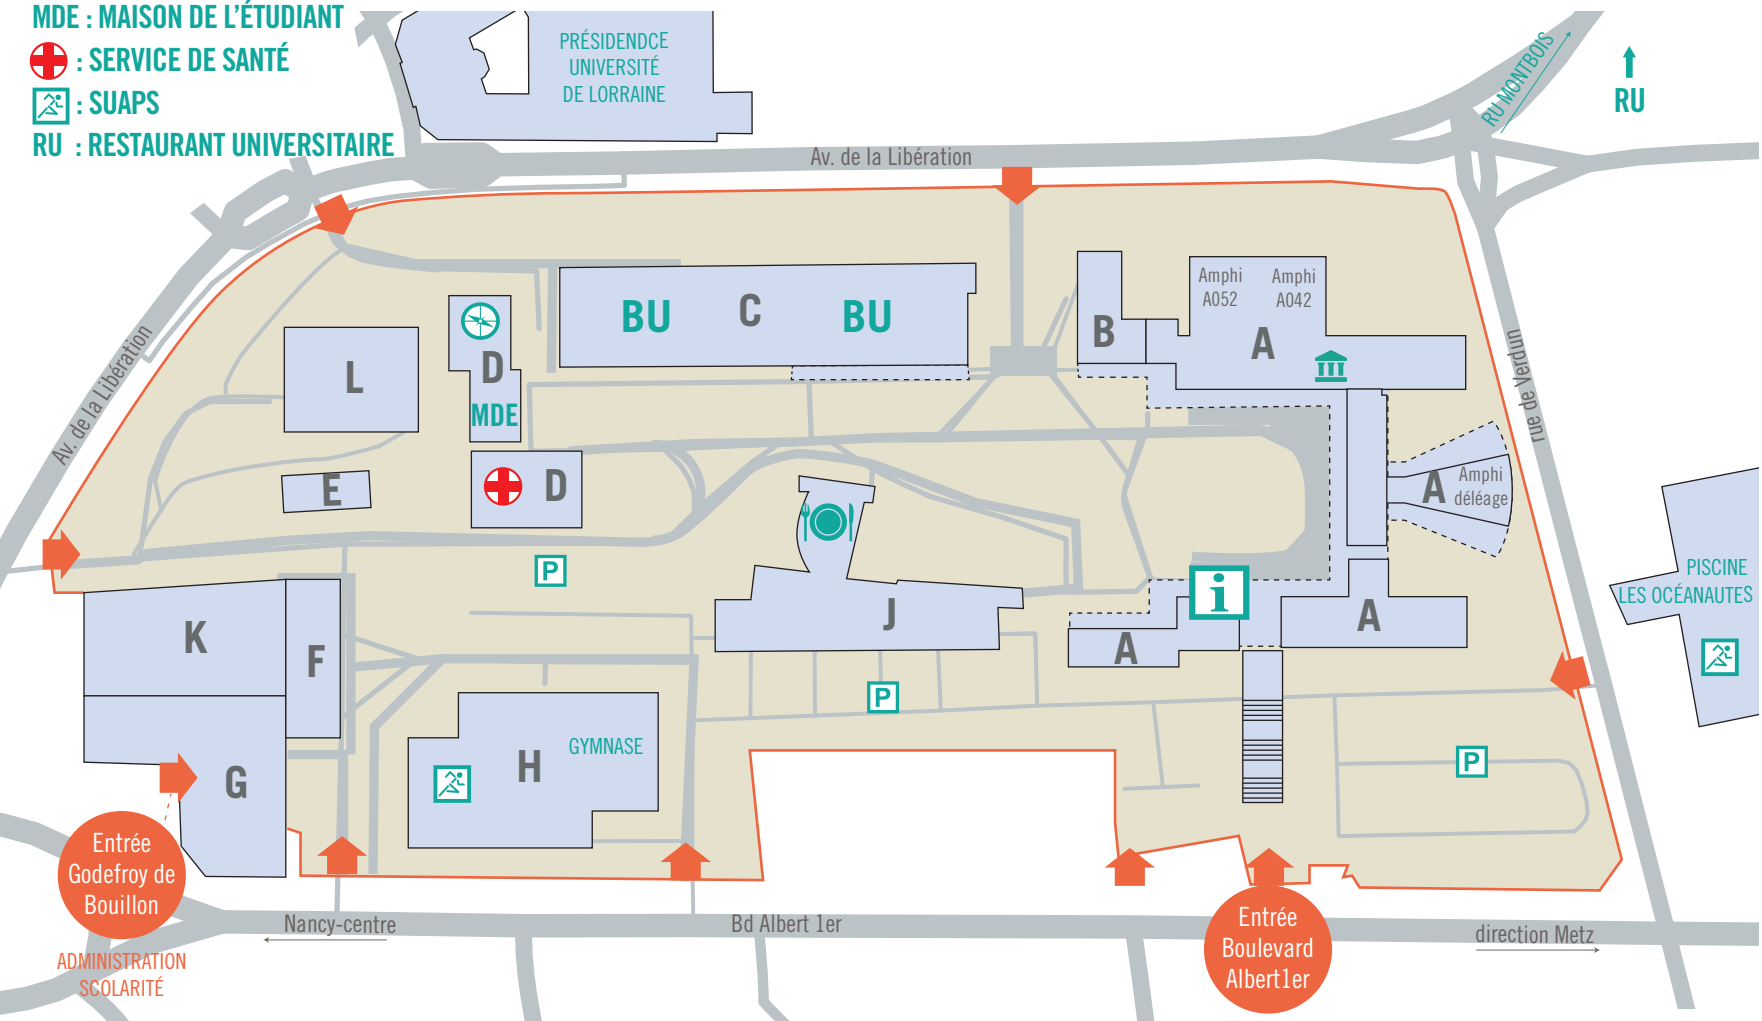 MDE : MAISON DE L'ÉTUDIANT
: SERVICE DE SANTÉ
: SUAPS
RU : RESTAURANT UNIVERSITAIRE
PRÉSIDENDCE
UNIVERSITÉ
DE LORRAINE
RU MONTBOIS
RU
Av. de la Libération
Av. de la Libération
rue de Verdun
BU
C
BU
B
Amphi
A052
Amphi
A042
A
L
D
MDE
E
D
A
Amphi
déléage
P
i
J
A
A
PISCINE
LES OCÉANAUTES
K
F
P
G
H
GYMNASE
P
Entrée
Godefroy de
Bouillon
ADMINISTRATION
SCOLARITÉ
Nancy-centre
Bd Albert 1er
Entrée
Boulevard
Albert1er
direction Metz